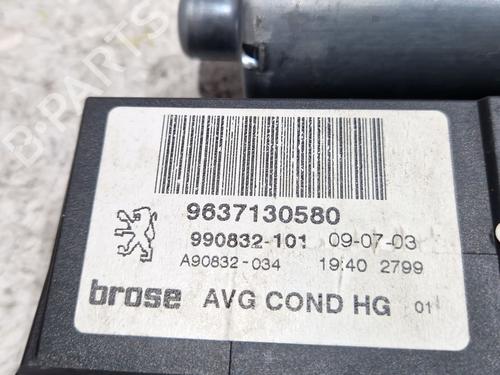 9637130580
990832-101 09-07-03
A90832-034 19:40 2799
brose AVG COND HG 01
B-Parts